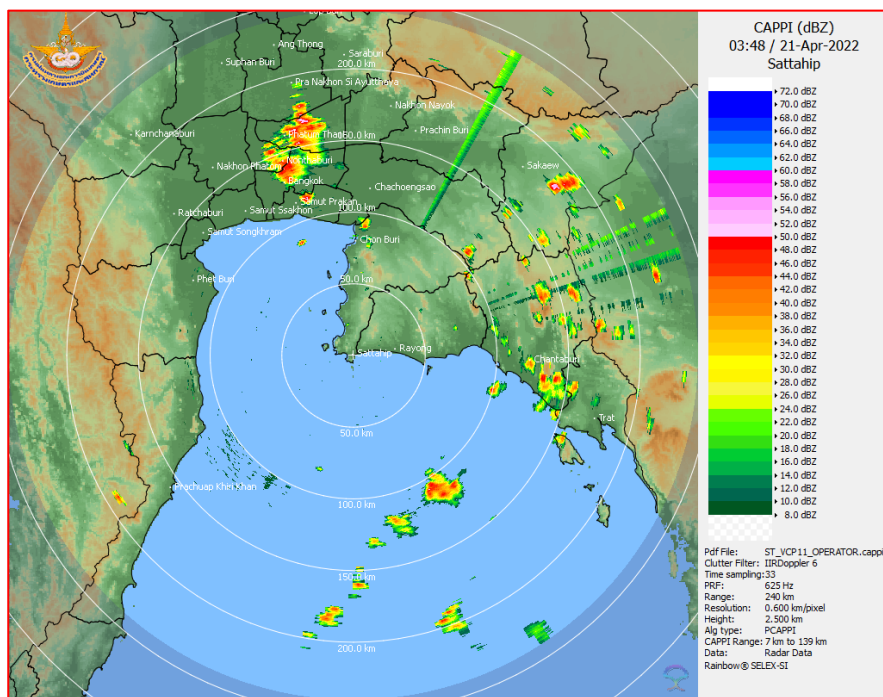 CAPPI (dBZ)
03:48 / 21-Apr-2022
Sattahip
72.0 dBZ
70.0 dBZ
68.0 dBZ
66.0 dBZ
64.0 dBZ
62.0 dBZ
60.0 dBZ
58.0 dBZ
56.0 dBZ
54.0 dBZ
52.0 dBZ
50.0 dBZ
48.0 dBZ
46.0 dBZ
44.0 dBZ
42.0 dBZ
40.0 dBZ
38.0 dBZ
36.0 dBZ
34.0 dBZ
32.0 dBZ
30.0 dBZ
28.0 dBZ
26.0 dBZ
24.0 dBZ
22.0 dBZ
20.0 dBZ
18.0 dBZ
16.0 dBZ
14.0 dBZ
12.0 dBZ
10.0 dBZ
8.0 dBZ
Pdf File: ST_VCP11_OPERATOR.cappi
Clutter Filter: IIRDoppler 6
Time sampling:33
PRF: 625 Hz
Range: 240 km
Resolution: 0.600 km/pixel
Height: 2.500 km
Alg type: PCAPPI
CAPPI Range: 7 km to 139 km
Data: Radar Data
Rainbow® SELEX-SI
Ang Thong
Saraburi
Suphan Buri
200.0 km
Pra Nakhon Si Ayutthaya
Nakhon Nayok
Karnchanaburi
Phatum Thani
150.0 km
Prachin Buri
Nakhon Phatom
Nonthaburi
Sakaew
Bangkok
Chachoengsao
Samut Prakan
Ratchaburi
Samut Ssakhon
100.0 km
Samut Songkhram
Chon Buri
Phet Buri
50.0 km
Sattahip
Rayong
Chantaburi
Trat
50.0 km
Prachuap Khiri Khan
100.0 km
150.0 km
200.0 km